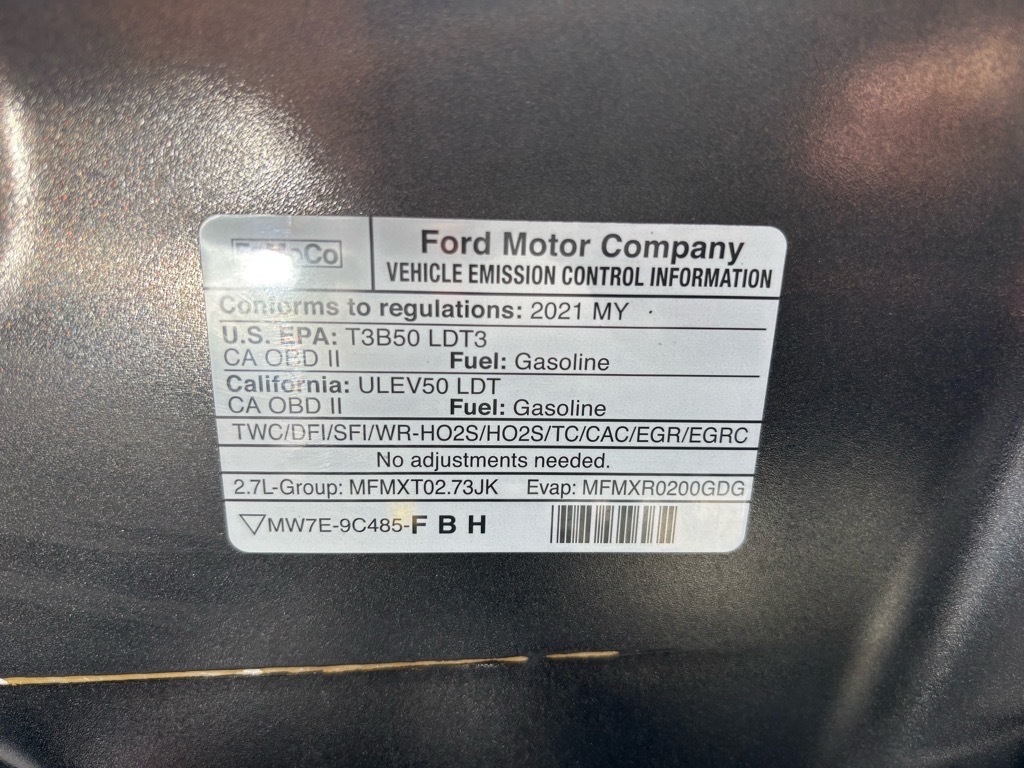 FoMoCo
Ford Motor Company
VEHICLE EMISSION CONTROL INFORMATION
Conforms to regulations: 2021 MY
U.S. EPA: T3B50 LDT3
CA OBD II Fuel: Gasoline
California: ULEV50 LDT
CA OBD II Fuel: Gasoline
TWC/DFI/SFI/WR-HO2S/HO2S/TC/CAC/EGR/EGRC
No adjustments needed.
2.7L-Group: MFMXT02.73JK Evap: MFMXR0200GDG
▽MW7E-9C485-F B H